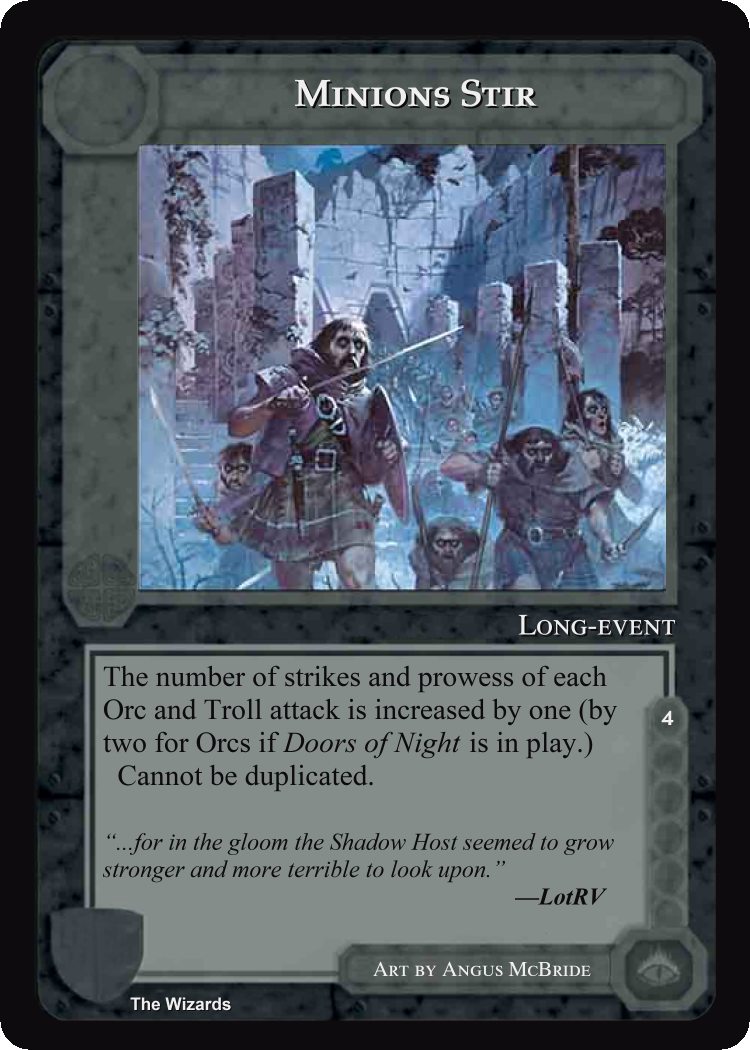 Minions Stir
Long-event
The number of strikes and prowess of each
Orc and Troll attack is increased by one (by
two for Orcs if Doors of Night is in play.)
Cannot be duplicated.
4
“...for in the gloom the Shadow Host seemed to grow
stronger and more terrible to look upon.”
—LotRV
Art by Angus McBride
The Wizards